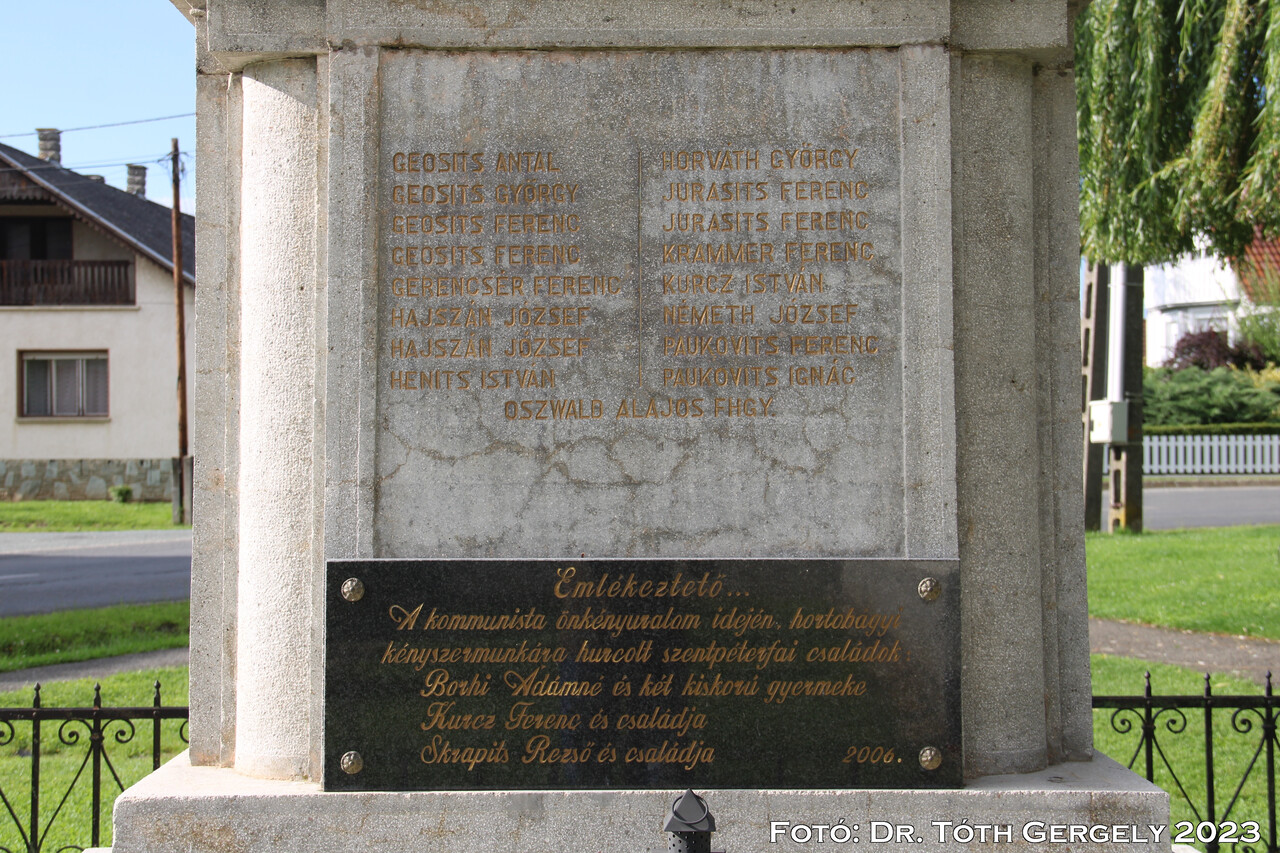 GEOSITS ANTAL
GEOSITS GYÖRGY
GEOSITS FERENC
GEOSITS FERENC
GERENCSÉR FERENC
HAJSZÁN JÓZSEF
HAJSZÁN JÓZSEF
HENITS ISTVÁN
HORVÁTH GYÖRGY
JURASITS FERENC
JURASITS FERENC
KRAMMER FERENC
KURCZ ISTVÁN
NÉMETH JÓZSEF
PAUKOVITS FERENC
PAUKOVITS IGNÁC
OSZWALD ALAJOS FHGY.
Emlékeztető...
A kommunista önkényuralom idején, hortobágyi
kényszermunkára hurcolt szentpéterfai családok:
Borhi Ádámné és két kiskorú gyermeke
Kurcz Ferenc és családja
Skrapits Rezső és családja 2006.
Fotó: Dr. Tóth Gergely 2023